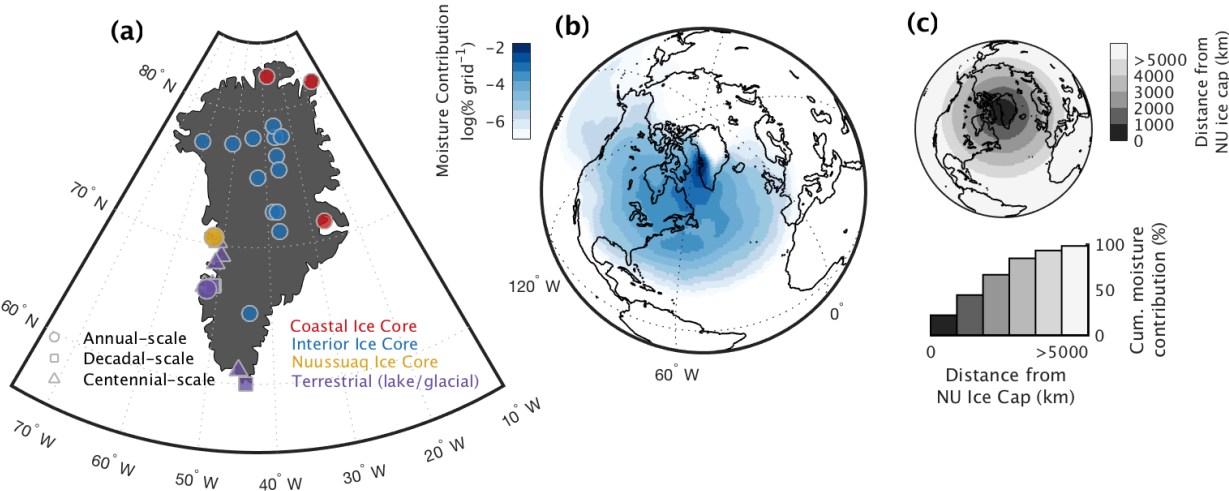 (a)
80° N
70° N
60° N
70° W
60° W
50° W
40° W
30° W
20° W
10° W
Annual-scale
Decadal-scale
Centennial-scale
Coastal Ice Core
Interior Ice Core
Nuussuaq Ice Core
Terrestrial (lake/glacial)
(b)
Moisture Contribution
log(% grid⁻¹)
-2
-4
-6
120° W
60° W
0°
(c)
>5000
4000
3000
2000
1000
0
Distance from
NU Ice cap (km)
100
50
0
Cum. moisture
contribution (%)
0
>5000
Distance from
NU Ice Cap (km)